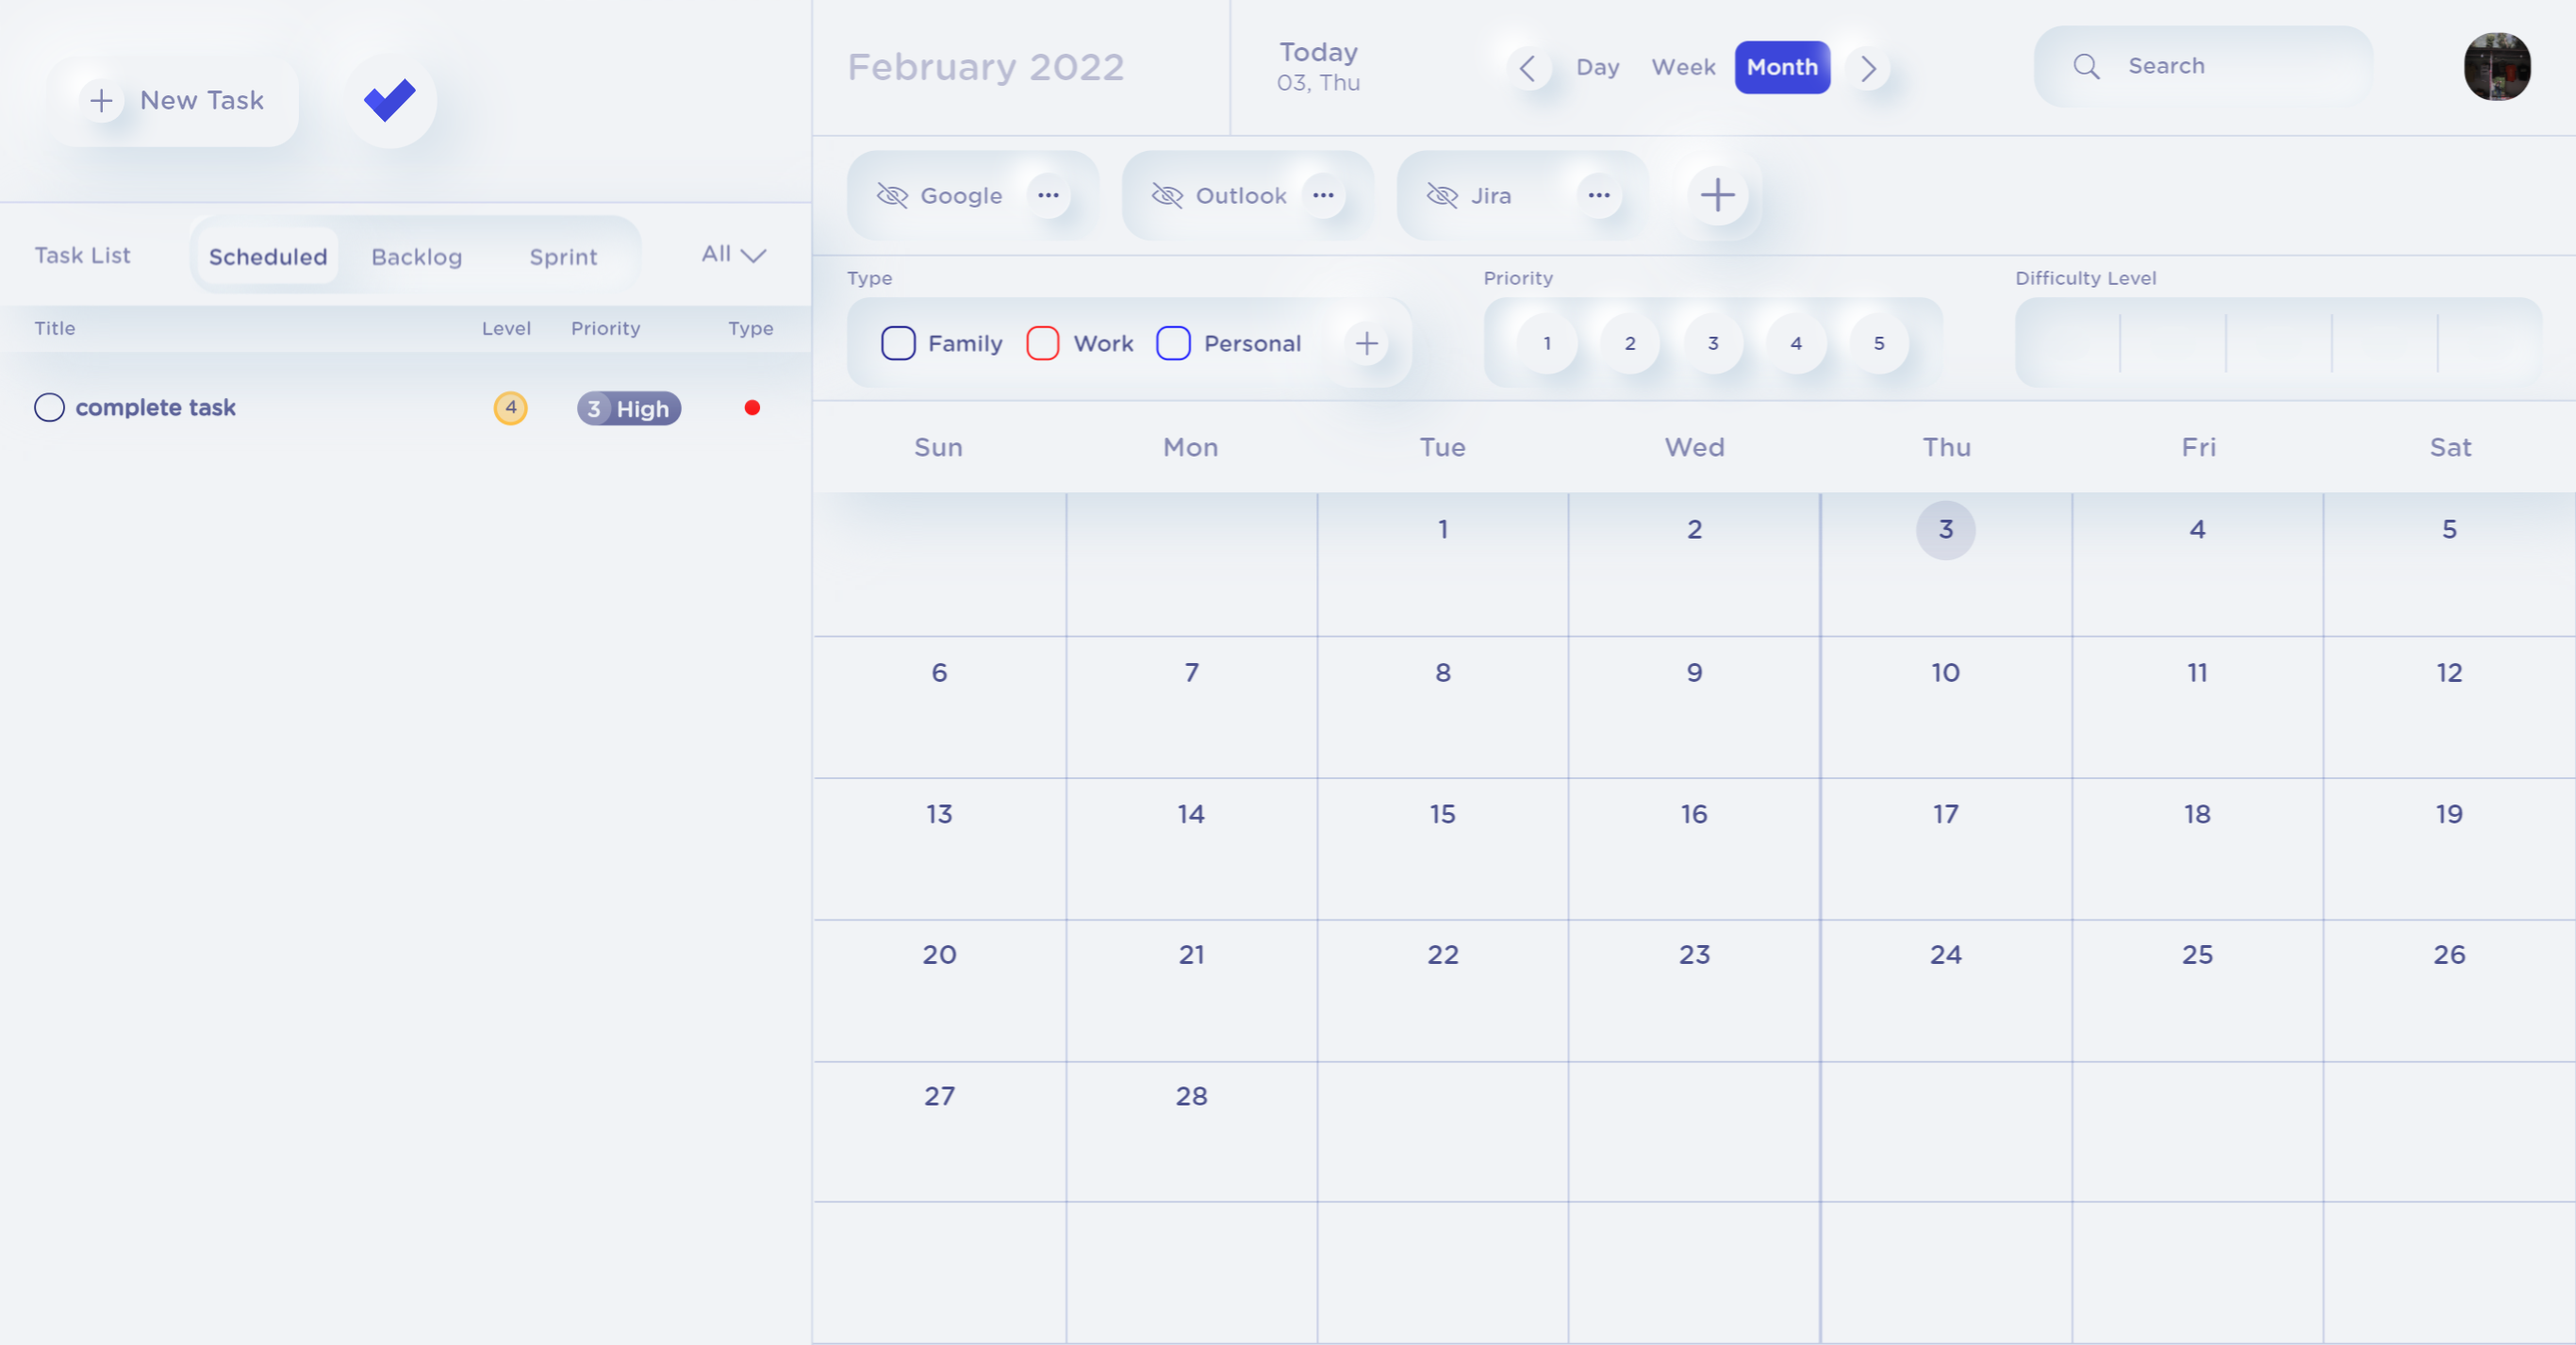 New Task
Task List
Scheduled
Backlog
Sprint
All
Title
Level
Priority
Type
complete task
4
3 High
February 2022
Today
03, Thu
Day
Week
Month
Search
Google
Outlook
Jira
Type
Family
Work
Personal
Priority
1
2
3
4
5
Difficulty Level
Sun
Mon
Tue
Wed
Thu
Fri
Sat
1
2
3
4
5
6
7
8
9
10
11
12
13
14
15
16
17
18
19
20
21
22
23
24
25
26
27
28